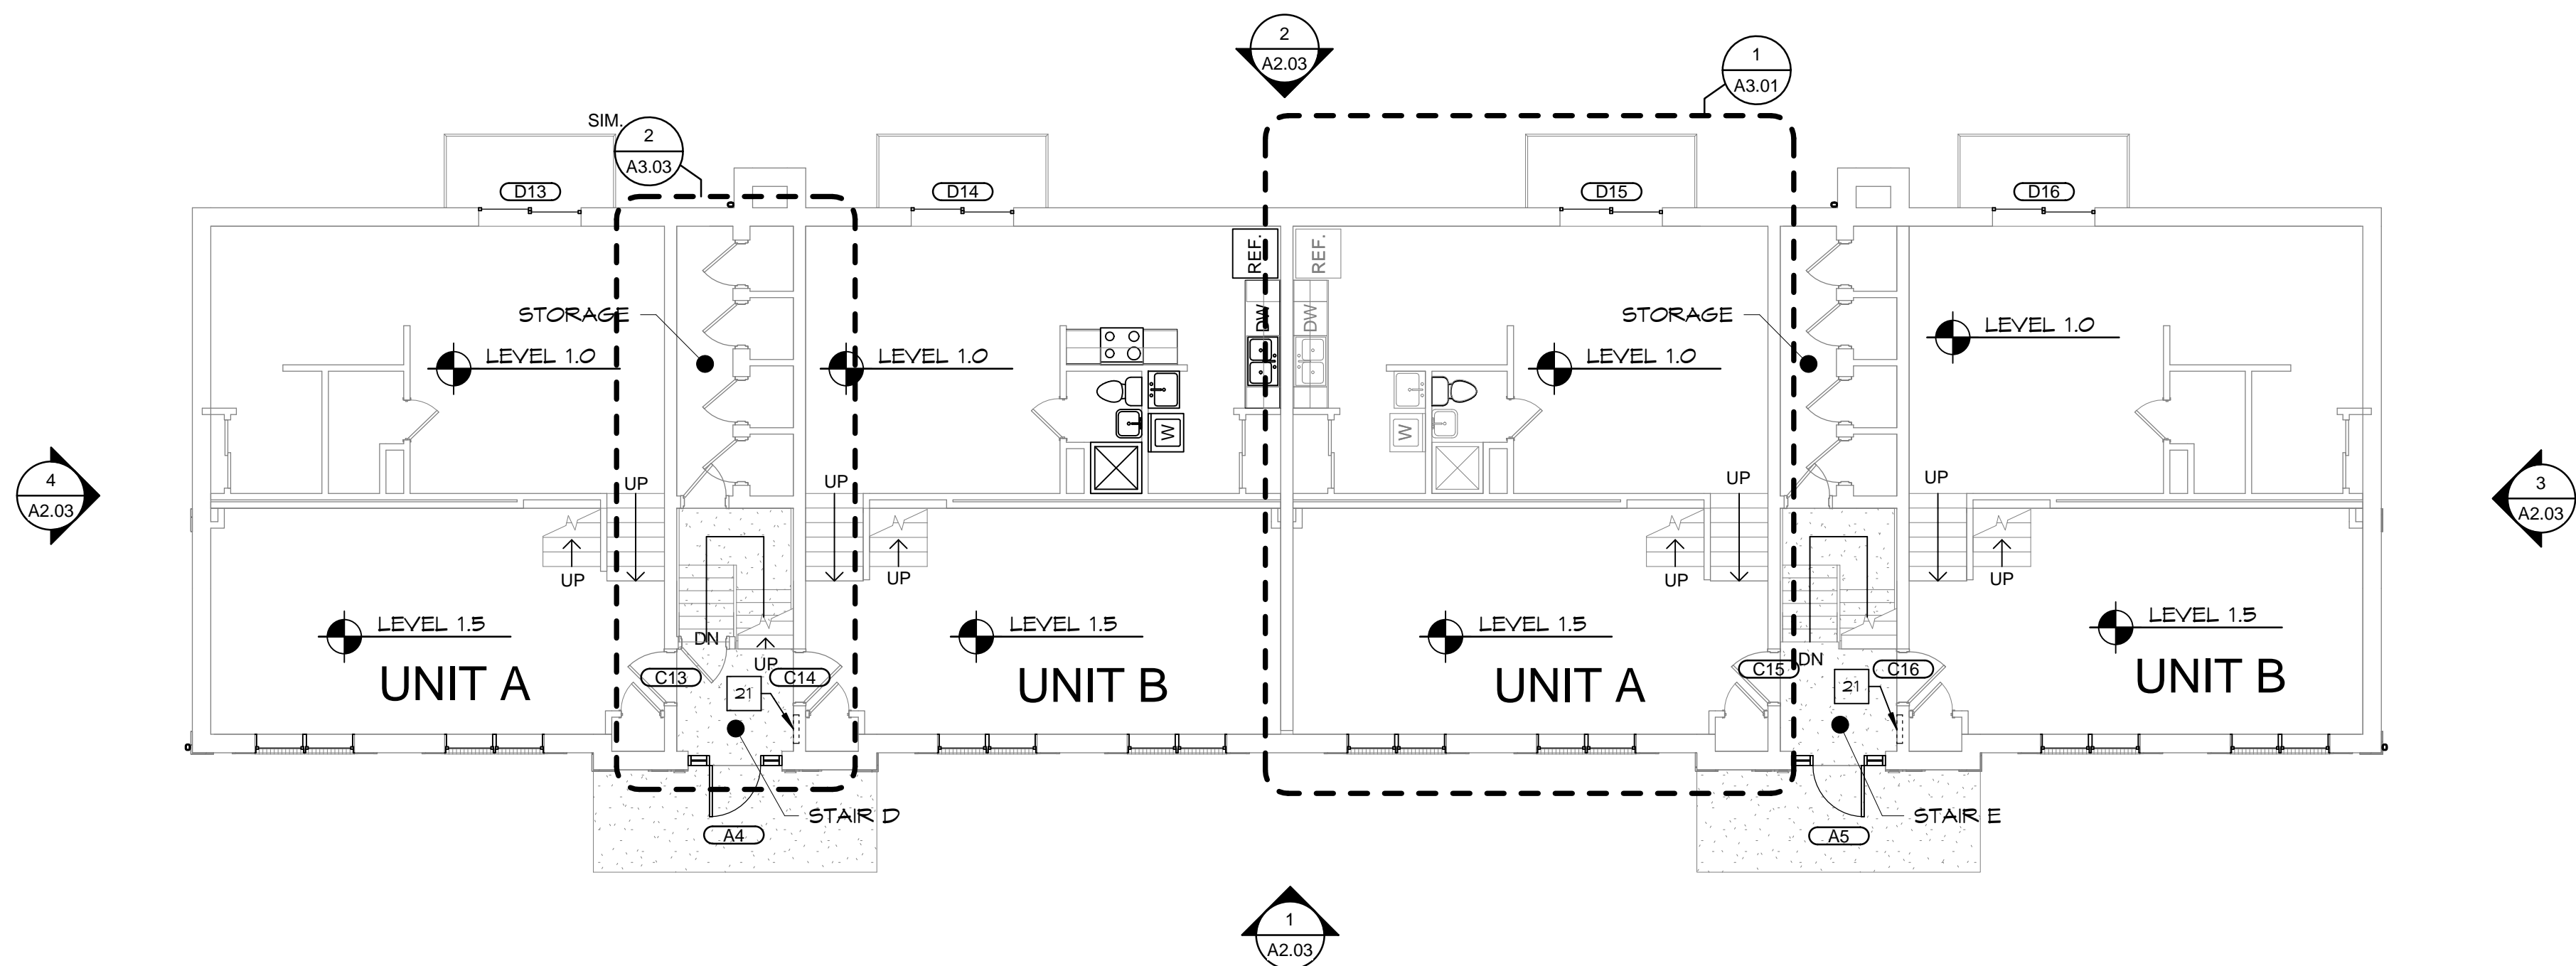 2
A2.03
1
A3.01
SIM.
2
A3.03
D13
D14
D15
D16
REF.
REF.
STORAGE
STORAGE
DW
DW
LEVEL 1.0
LEVEL 1.0
LEVEL 1.0
LEVEL 1.0
W
W
4
A2.03
3
A2.03
UP
UP
UP
UP
UP
UP
UP
UP
LEVEL 1.5
LEVEL 1.5
LEVEL 1.5
LEVEL 1.5
DN
UP
DN
UNIT A
C13
C14
UNIT B
UNIT A
C15
C16
UNIT B
21
21
STAIR D
STAIR E
A4
A5
1
A2.03